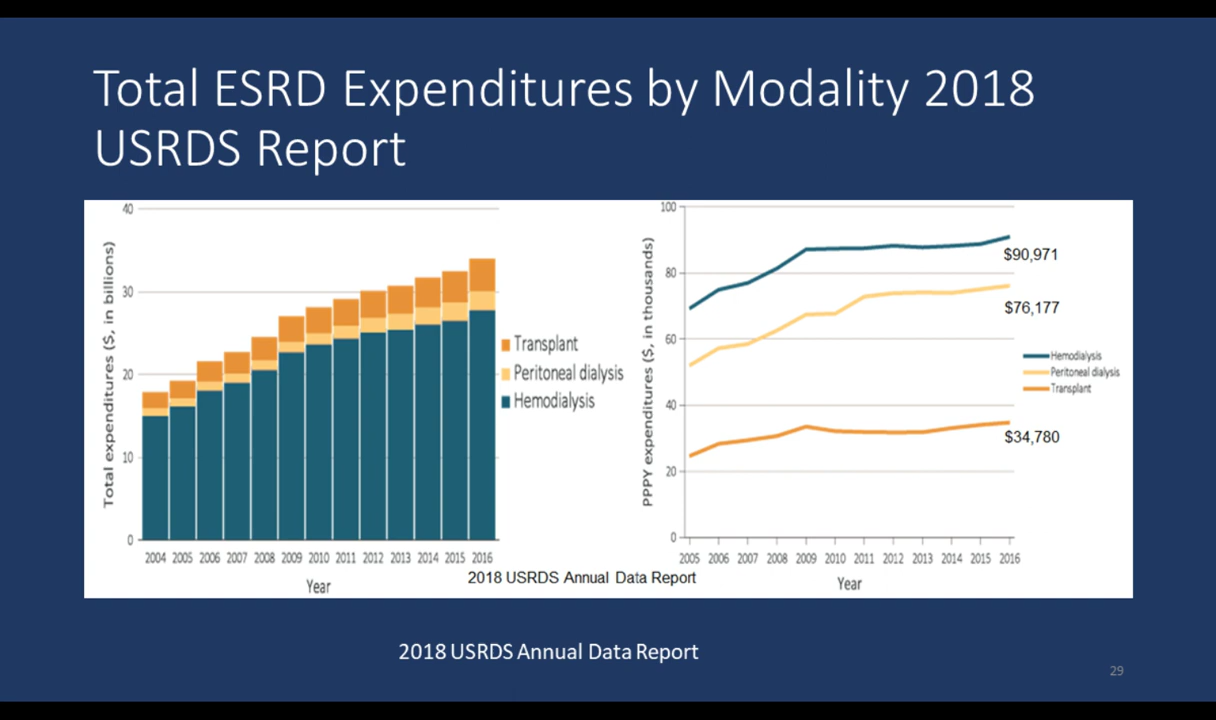 Total ESRD Expenditures by Modality 2018
USRDS Report
Total expenditures ($, in billions)
40
30
20
10
0
2004 2005 2006 2007 2008 2009 2010 2011 2012 2013 2014 2015 2016
Year
Transplant
Peritoneal dialysis
Hemodialysis
PPPY expenditures ($, in thousands)
100
80
60
40
20
0
2005 2006 2007 2008 2009 2010 2011 2012 2013 2014 2015 2016
Year
$90,971
$76,177
$34,780
Hemodialysis
Peritoneal dialysis
Transplant
2018 USRDS Annual Data Report
2018 USRDS Annual Data Report
29